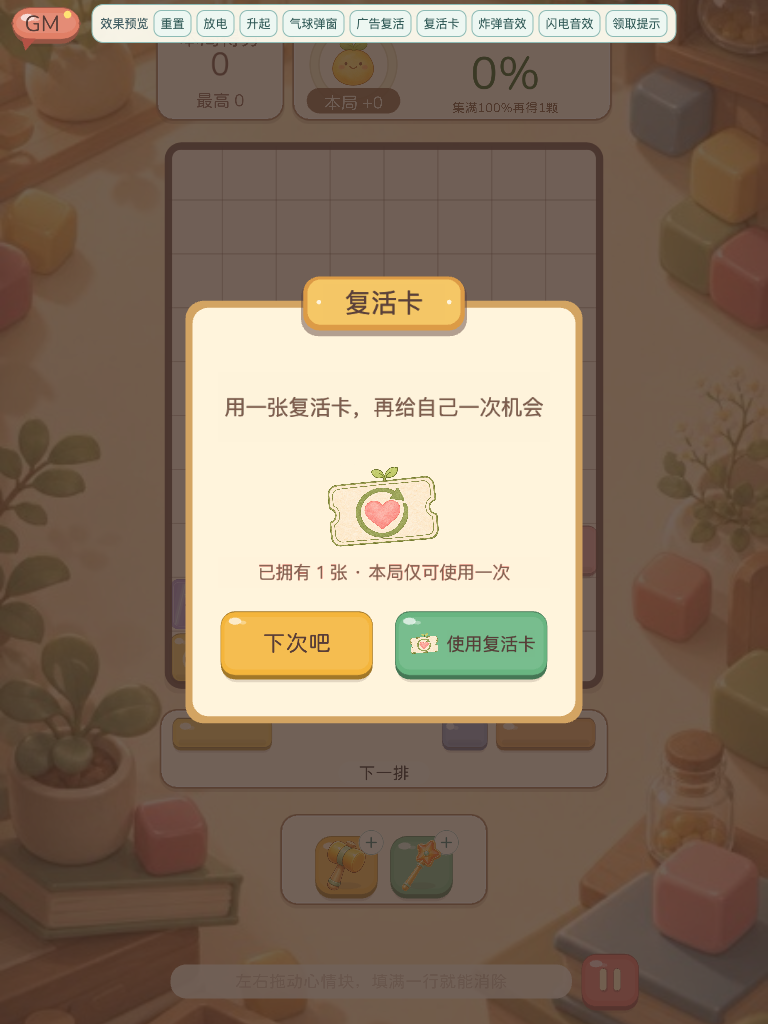 GM
效果预览 重置 放电 升起 气球弹窗 广告复活 复活卡 炸弹音效 闪电音效 领取提示
本局得分
0
最高 0
本局 +0
0%
集满100%再得1颗
复活卡
用一张复活卡，再给自己一次机会
已拥有 1 张 · 本局仅可使用一次
下次吧
使用复活卡
下一排
+
+
左右拖动心情块，填满一行就能消除